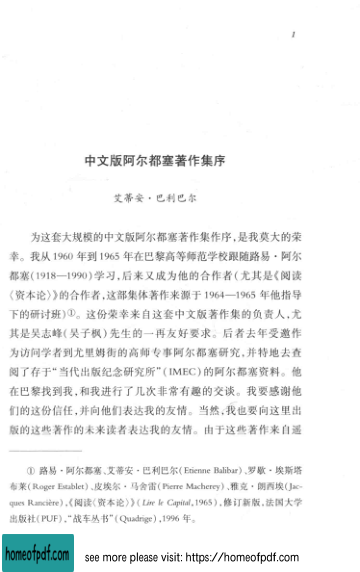 1
中文版阿尔都塞著作集序
艾蒂安·巴利巴尔
为这套大规模的中文版阿尔都塞著作集作序,是我莫大的荣
幸。我从1960年到1965年在巴黎高等师范学校跟随路易·阿尔
都塞(1918—1990)学习,后来又成为他的合作者(尤其是《阅读
〈资本论〉》的合作者,这部集体著作来源于1964—1965年他指导
下的研讨班)①。这份荣幸来自这套中文版著作集的负责人,尤
其是吴志峰(吴子枫)先生的一再友好要求。后者去年受邀作
为访问学者到尤里姆街的高师专事阿尔都塞研究,并特地去查
阅了存于“当代出版纪念研究所”(IMEC)的阿尔都塞资料。他
在巴黎找到我,和我进行了几次非常有趣的交谈。我要感谢他
们的这份信任,并向他们表达我的友情。当然,我也要向这里出
版的这些著作的未来读者表达我的友情。由于这些著作来自遥
① 路易·阿尔都塞、艾蒂安·巴利巴尔(Étienne Balibar)、罗歇·埃斯塔
布莱(Roger Establet)、皮埃尔·马舍雷(Pierre Macherey)、雅克·朗西埃(Jac-
ques Rancière),《阅读〈资本论〉》(Lire le Capital,1965),修订新版,法国大学
出版社(PUF),“战车丛书”(Quadrige),1996年。
homeofpdf.com
see more please visit: https://homeofpdf.com